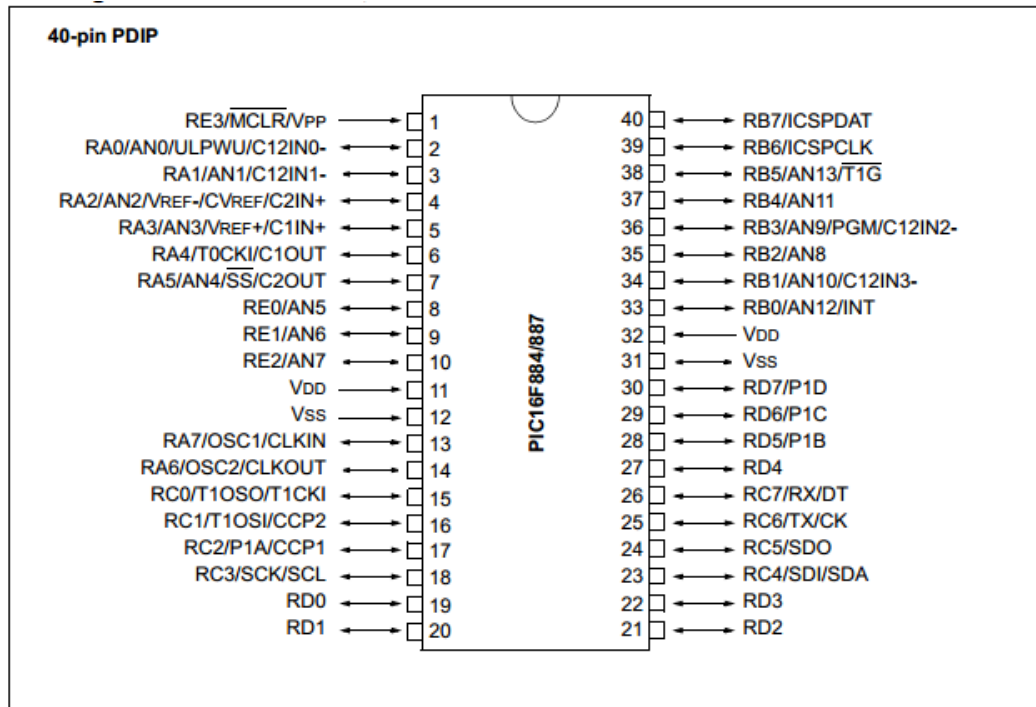 40-pin PDIP
RE3/MCLR/VPP 1
RA0/AN0/ULPWU/C12IN0- 2
RA1/AN1/C12IN1- 3
RA2/AN2/VREF-/CVREF/C2IN+ 4
RA3/AN3/VREF+/C1IN+ 5
RA4/T0CKI/C1OUT 6
RA5/AN4/SS/C2OUT 7
RE0/AN5 8
RE1/AN6 9
RE2/AN7 10
VDD 11
VSS 12
RA7/OSC1/CLKIN 13
RA6/OSC2/CLKOUT 14
RC0/T1OSO/T1CKI 15
RC1/T1OSI/CCP2 16
RC2/P1A/CCP1 17
RC3/SCK/SCL 18
RD0 19
RD1 20
PIC16F884/887
40 RB7/ICSPDAT
39 RB6/ICSPCLK
38 RB5/AN13/T1G
37 RB4/AN11
36 RB3/AN9/PGM/C12IN2-
35 RB2/AN8
34 RB1/AN10/C12IN3-
33 RB0/AN12/INT
32 VDD
31 VSS
30 RD7/P1D
29 RD6/P1C
28 RD5/P1B
27 RD4
26 RC7/RX/DT
25 RC6/TX/CK
24 RC5/SDO
23 RC4/SDI/SDA
22 RD3
21 RD2